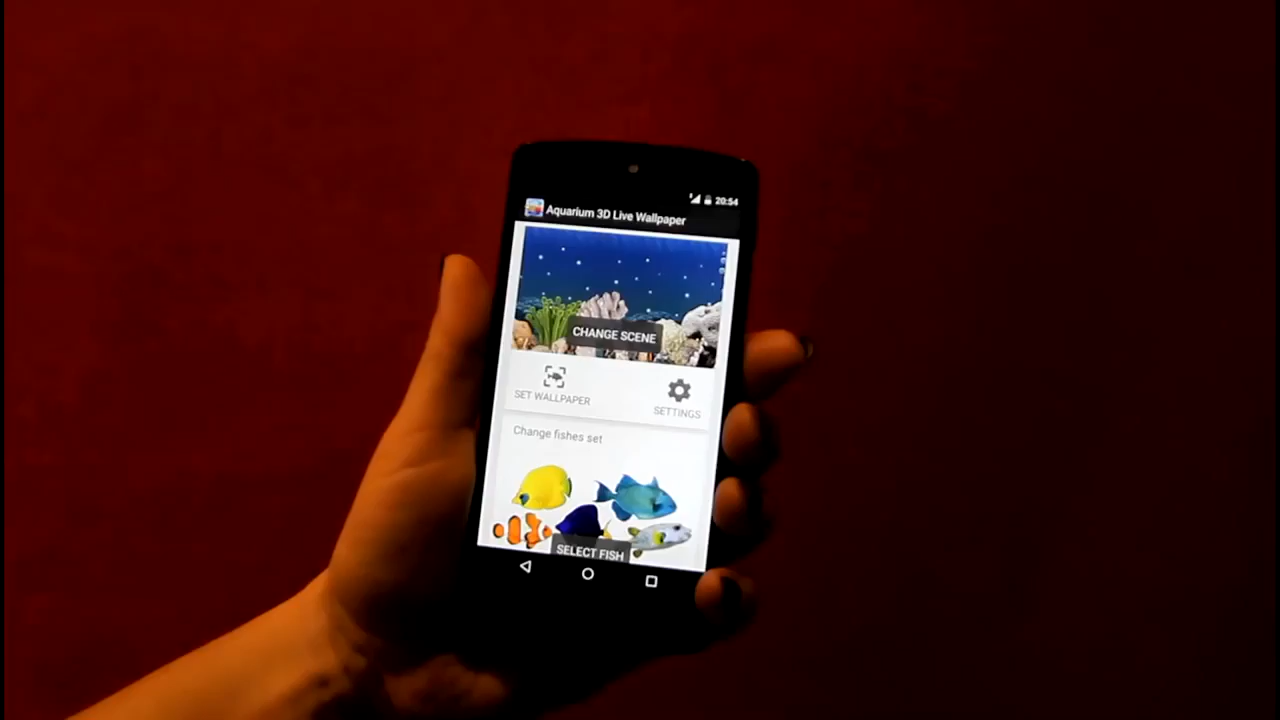 20:54
Aquarium 3D Live Wallpaper
CHANGE SCENE
SET WALLPAPER
SETTINGS
Change fishes set
SELECT FISH